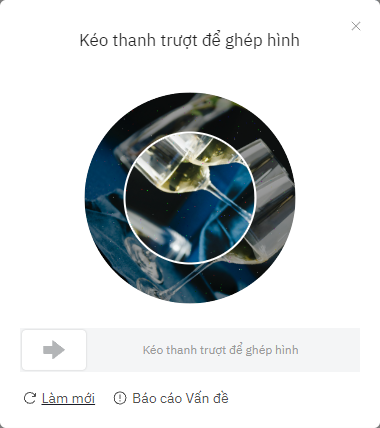 Kéo thanh trượt để ghép hình
Kéo thanh trượt để ghép hình
Làm mới
Báo cáo Vấn đề